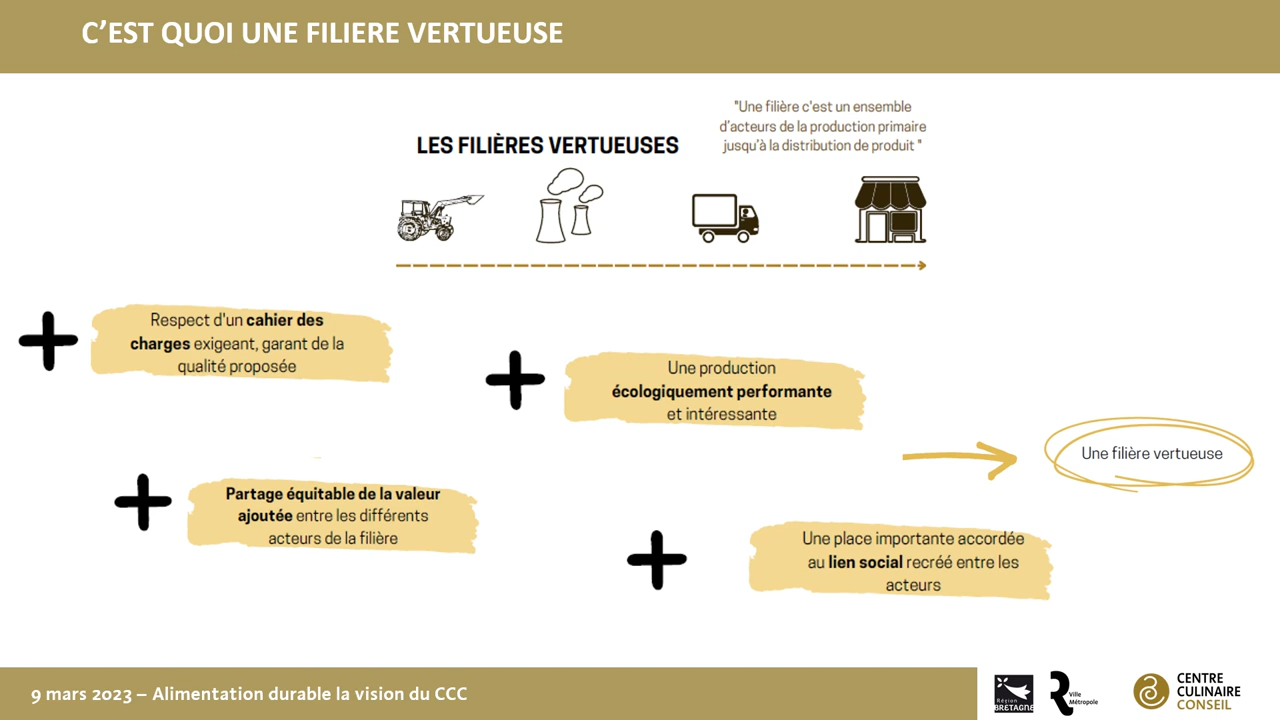 C’EST QUOI UNE FILIERE VERTUEUSE
"Une filière c'est un ensemble
d'acteurs de la production primaire
jusqu'à la distribution de produit "
LES FILIÈRES VERTUEUSES
Respect d'un cahier des
charges exigeant, garant de la
qualité proposée
Une production
écologiquement performante
et intéressante
Une filière vertueuse
Partage équitable de la valeur
ajoutée entre les différents
acteurs de la filière
Une place importante accordée
au lien social recréé entre les
acteurs
9 mars 2023 – Alimentation durable la vision du CCC
Région
BRETAGNE
Ville
Métropole
CENTRE
CULINAIRE
CONSEIL